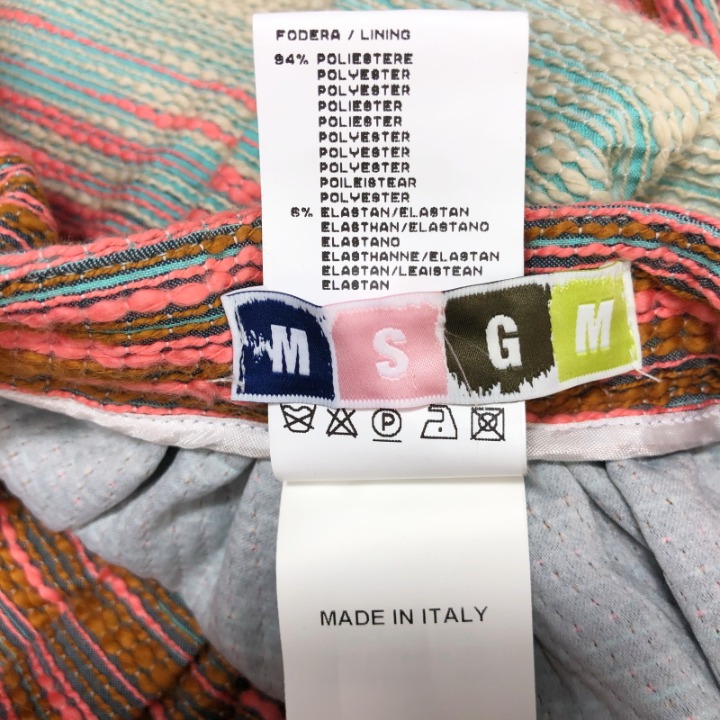 FODERA / LINING
94% POLIESTERE
POLYESTER
POLYESTER
POLIESTER
POLIESTER
POLYESTER
POLYESTER
POLYESTER
POILEISTEAR
POLYESTER
6% ELASTAN/ELASTAN
ELASTHAN/ELASTANO
ELASTANO
ELASTHANNE/ELASTAN
ELASTAN/LEAISTEAN
ELASTAN
M S G M
P
MADE IN ITALY